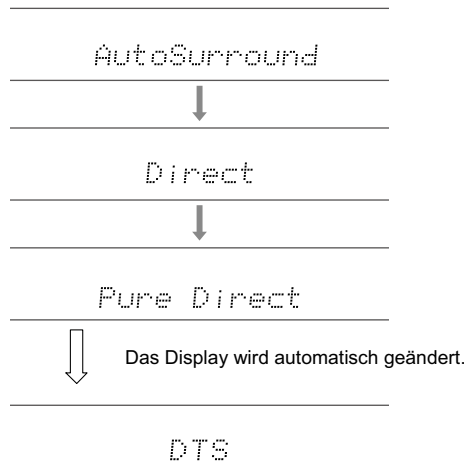 AutoSurround
Direct
Pure Direct
Das Display wird automatisch geändert.
DTS